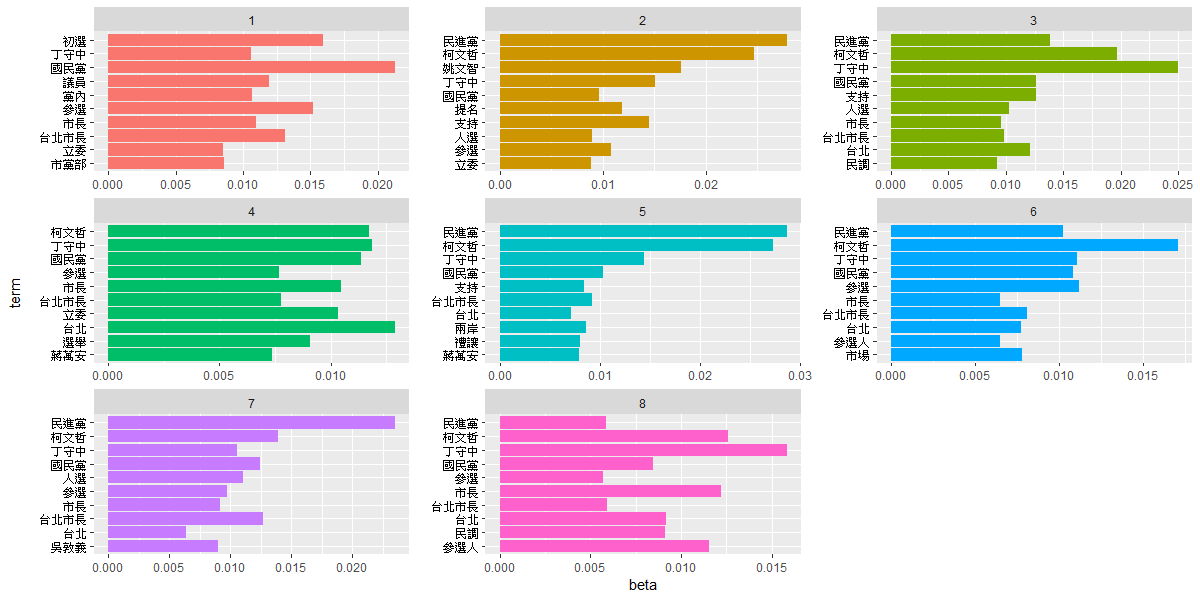 1
初選
丁守中
國民黨
議員
黨內
參選
市長
台北市長
立委
市黨部
0.000 0.005 0.010 0.015 0.020
2
民進黨
柯文哲
姚文智
丁守中
國民黨
提名
支持
人選
參選
立委
0.00 0.01 0.02
3
民進黨
柯文哲
丁守中
國民黨
支持
人選
市長
台北市長
台北
民調
0.000 0.005 0.010 0.015 0.020 0.025
4
柯文哲
丁守中
國民黨
參選
市長
台北市長
立委
台北
選舉
蔣萬安
0.000 0.005 0.010
5
民進黨
柯文哲
丁守中
國民黨
支持
台北市長
台北
兩岸
禮讓
蔣萬安
0.00 0.01 0.02 0.03
6
民進黨
柯文哲
丁守中
國民黨
參選
市長
台北市長
台北
參選人
市場
0.000 0.005 0.010 0.015
7
民進黨
柯文哲
丁守中
國民黨
人選
參選
市長
台北市長
台北
吳敦義
0.000 0.005 0.010 0.015 0.020
8
民進黨
柯文哲
丁守中
國民黨
參選
市長
台北市長
台北
民調
參選人
0.000 0.005 0.010 0.015
term
beta